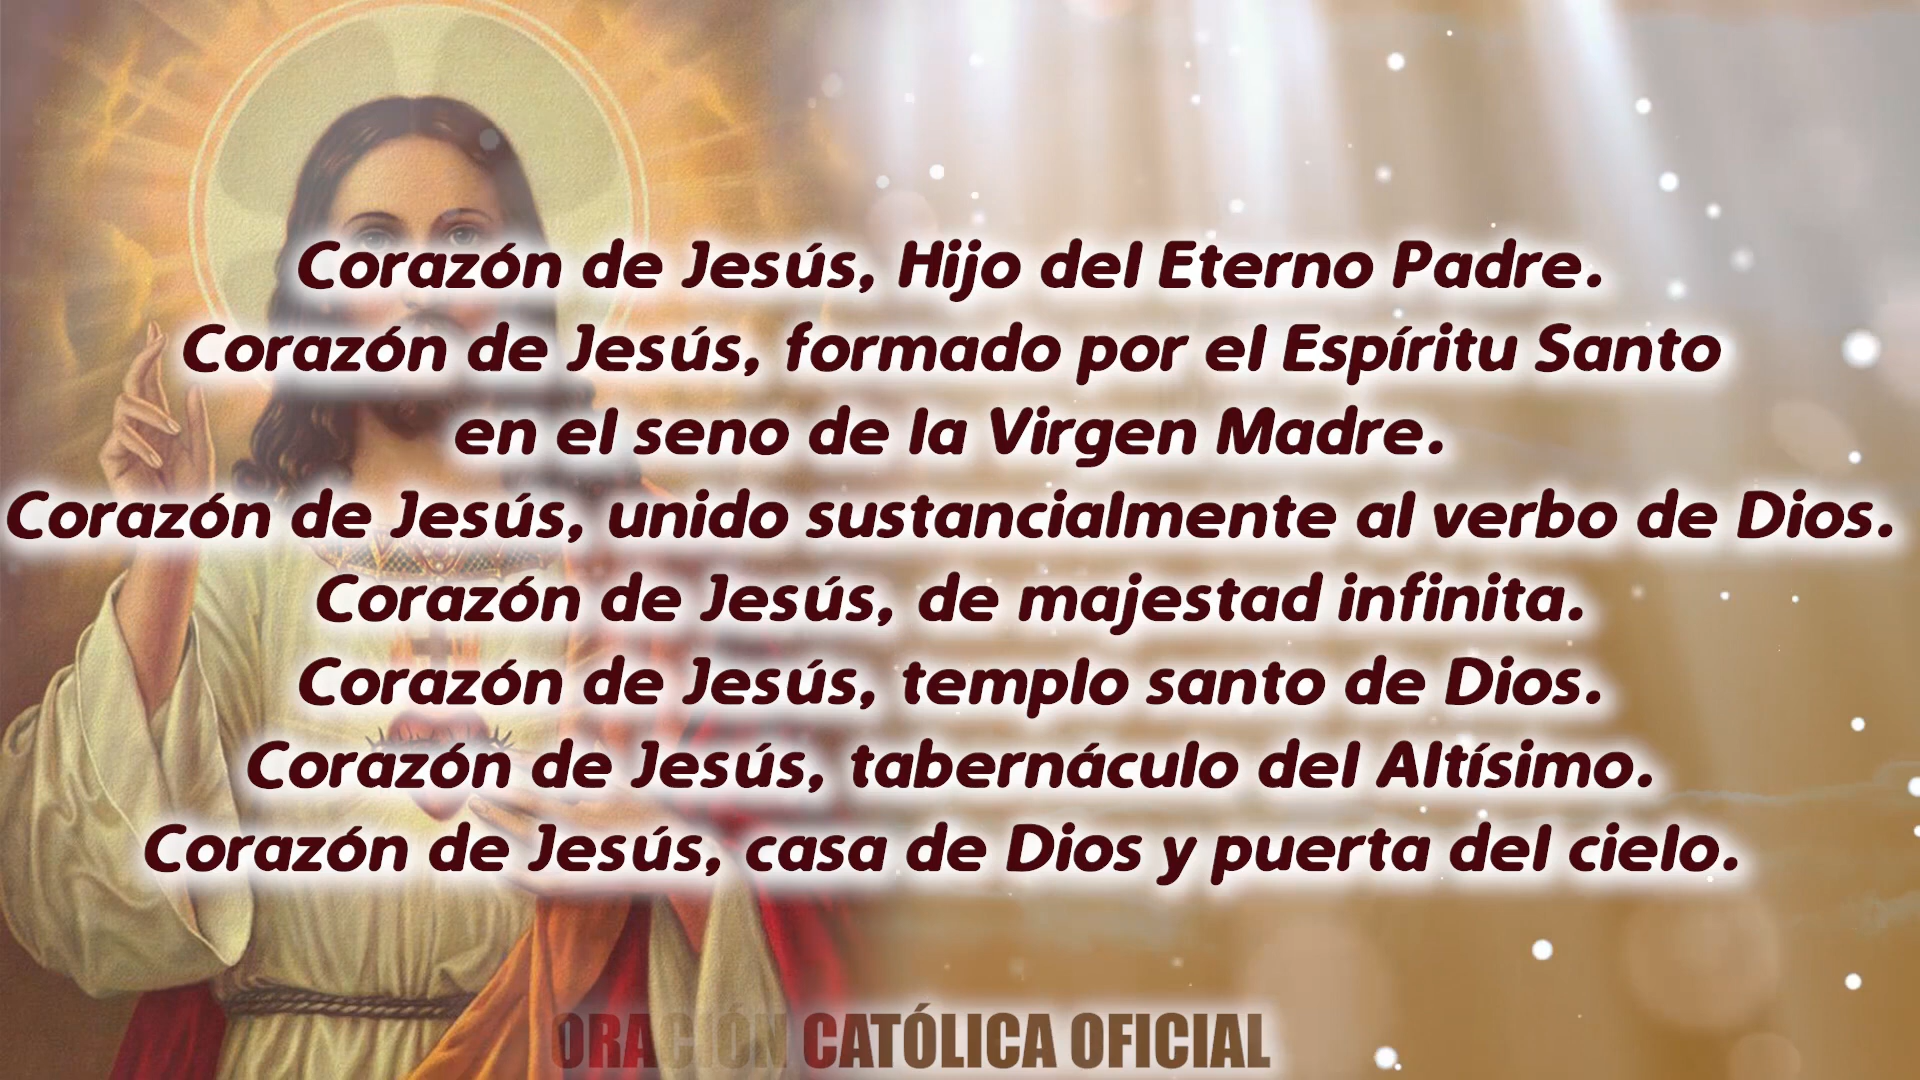 Corazón de Jesús, Hijo del Eterno Padre.
Corazón de Jesús, formado por el Espíritu Santo
en el seno de la Virgen Madre.
Corazón de Jesús, unido sustancialmente al verbo de Dios.
Corazón de Jesús, de majestad infinita.
Corazón de Jesús, templo santo de Dios.
Corazón de Jesús, tabernáculo del Altísimo.
Corazón de Jesús, casa de Dios y puerta del cielo.
ORACIÓN CATÓLICA OFICIAL